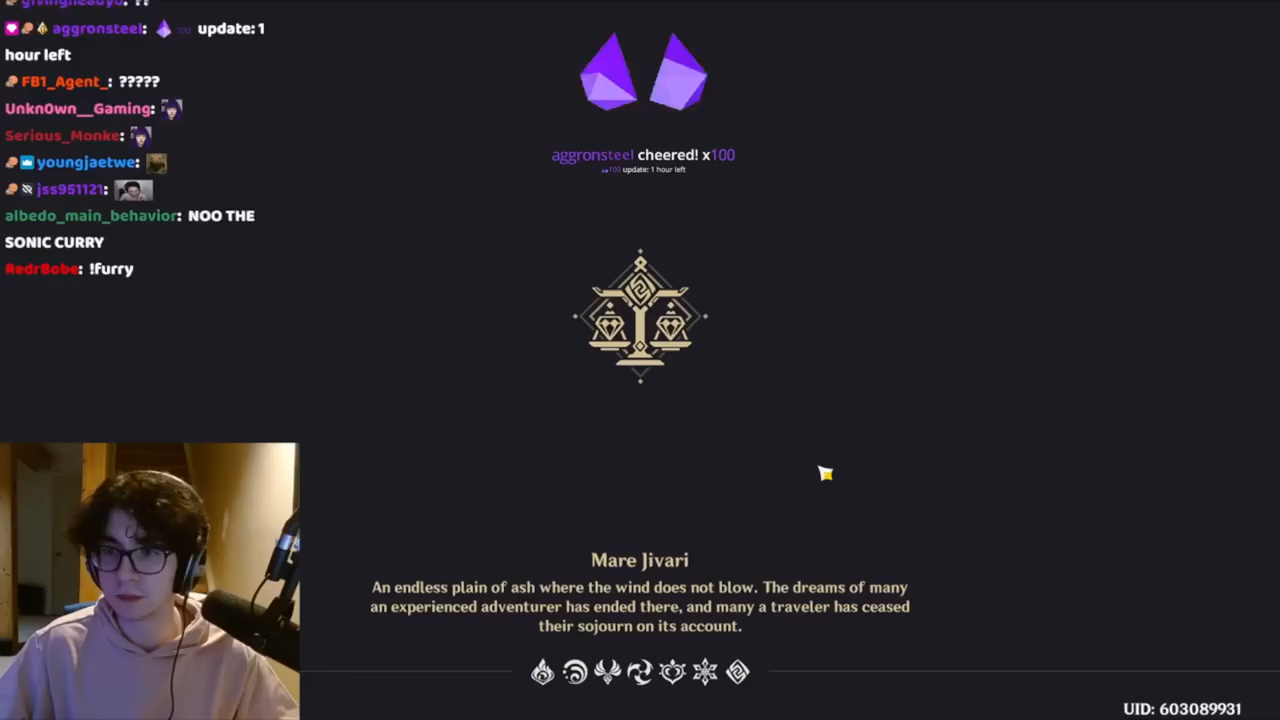 aggronsteel: 100 update: 1
hour left
FB1_Agent_: ?????
Unkn0wn__Gaming:
Serious_Monke:
youngjaetwe:
jss951121:
albedo_main_behavior: NOO THE
SONIC CURRY
RedrBobe: !furry
aggronsteel cheered! x100
100 update: 1 hour left
Mare Jivari
An endless plain of ash where the wind does not blow. The dreams of many
an experienced adventurer has ended there, and many a traveler has ceased
their sojourn on its account.
UID: 603089931